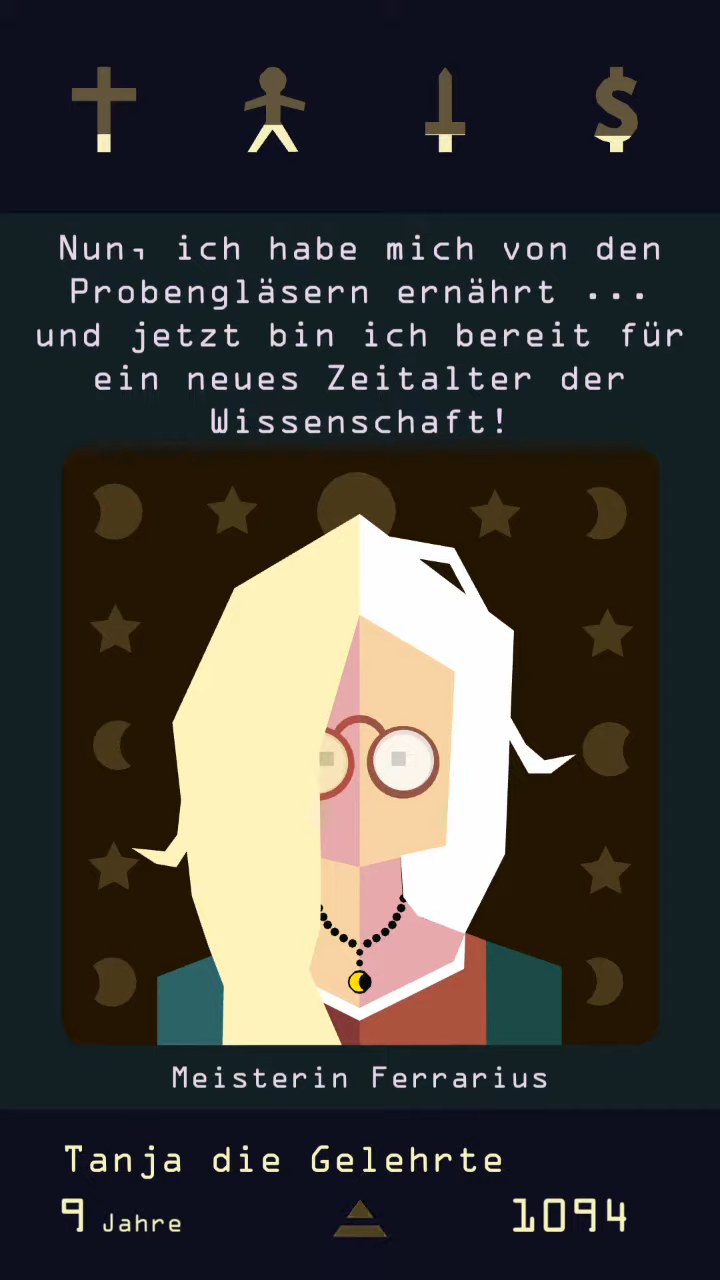 Nun, ich habe mich von den
Probengläsern ernährt ...
und jetzt bin ich bereit für
ein neues Zeitalter der
Wissenschaft!
Meisterin Ferrarius
Tanja die Gelehrte
9 Jahre
1094